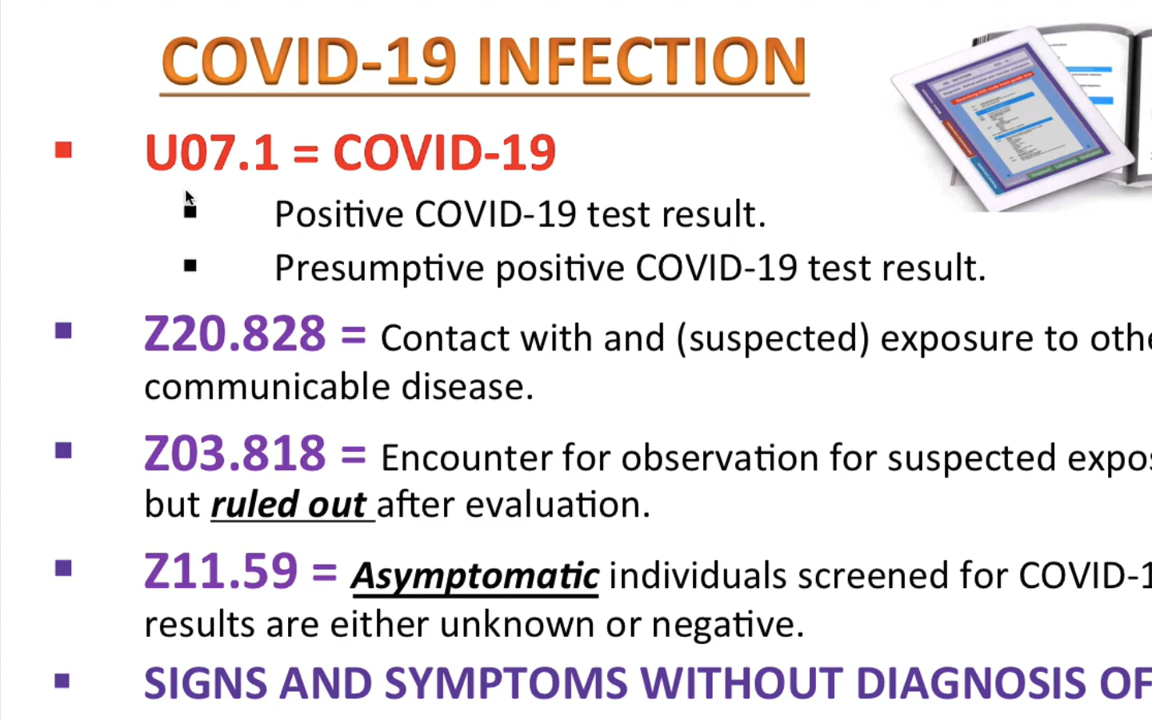 COVID-19 INFECTION
U07.1 = COVID-19
Positive COVID-19 test result.
Presumptive positive COVID-19 test result.
Z20.828 = Contact with and (suspected) exposure to othe
communicable disease.
Z03.818 = Encounter for observation for suspected expos
but ruled out after evaluation.
Z11.59 = Asymptomatic individuals screened for COVID-1
results are either unknown or negative.
SIGNS AND SYMPTOMS WITHOUT DIAGNOSIS OF